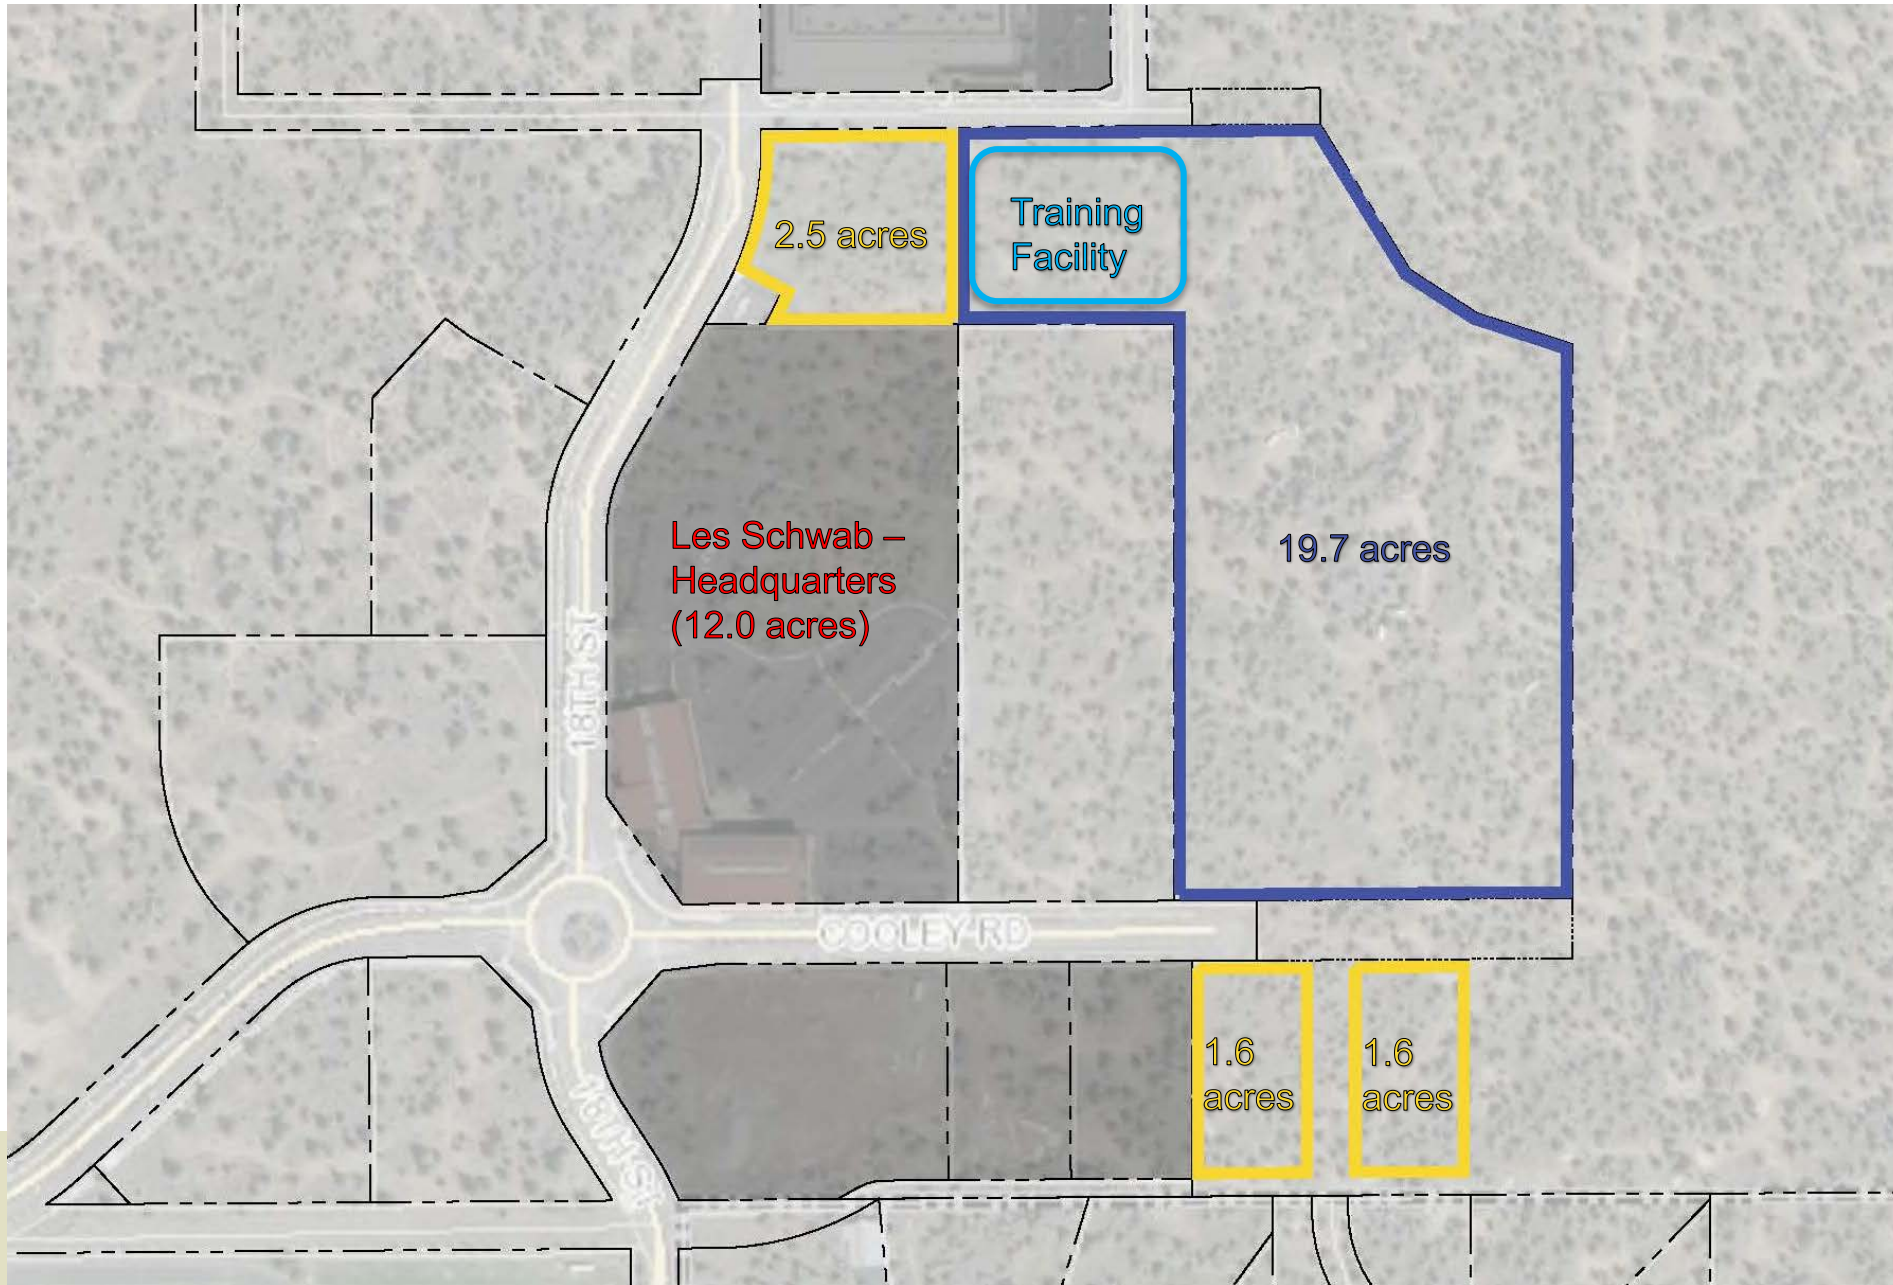 2.5 acres
Training
Facility
Les Schwab –
Headquarters
(12.0 acres)
19.7 acres
18TH ST
COOLEY RD
1.6
acres
1.6
acres
18TH ST